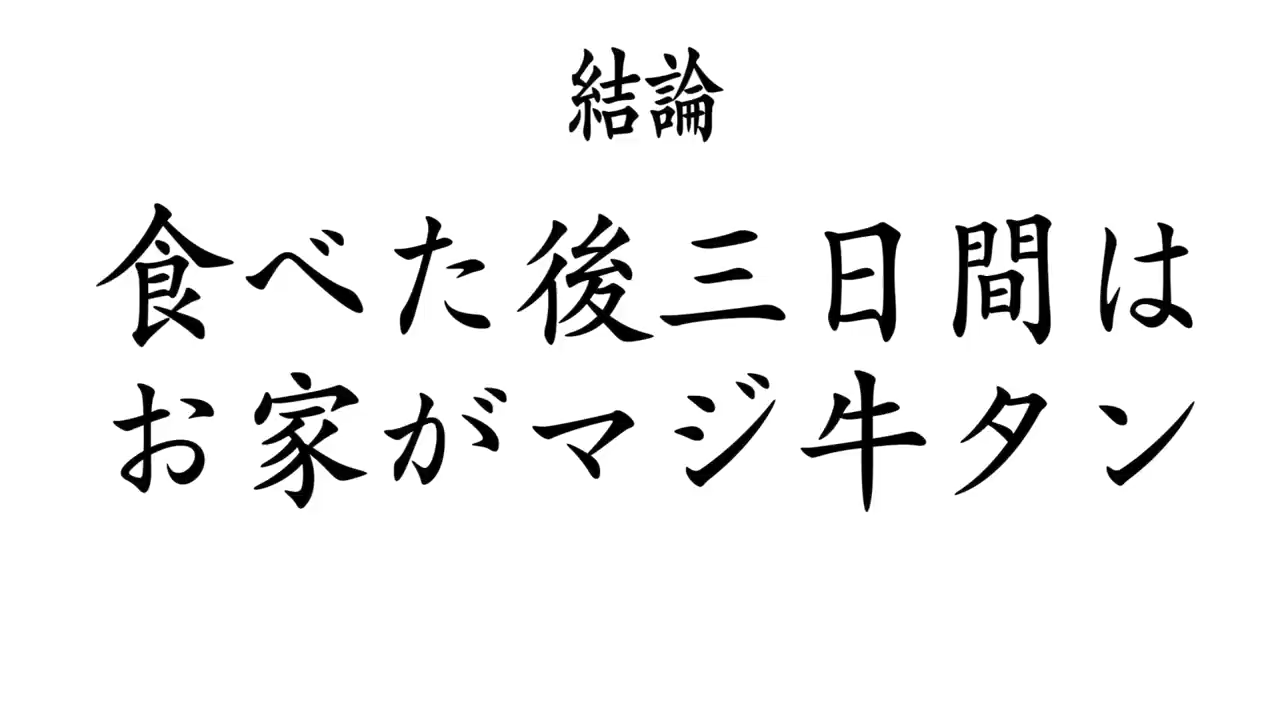 結論
食べた後三日間は
お家がマジ牛タン